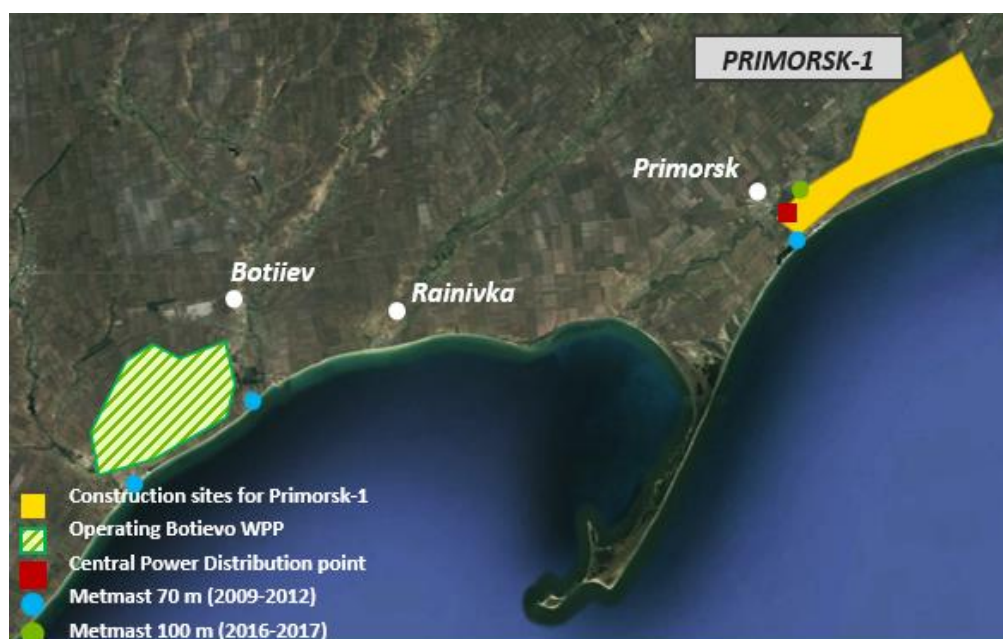 PRIMORSK-1
Primorsk
Botiiev
Rainivka
Construction sites for Primorsk-1
Operating Botievo WPP
Central Power Distribution point
Metmast 70 m (2009-2012)
Metmast 100 m (2016-2017)